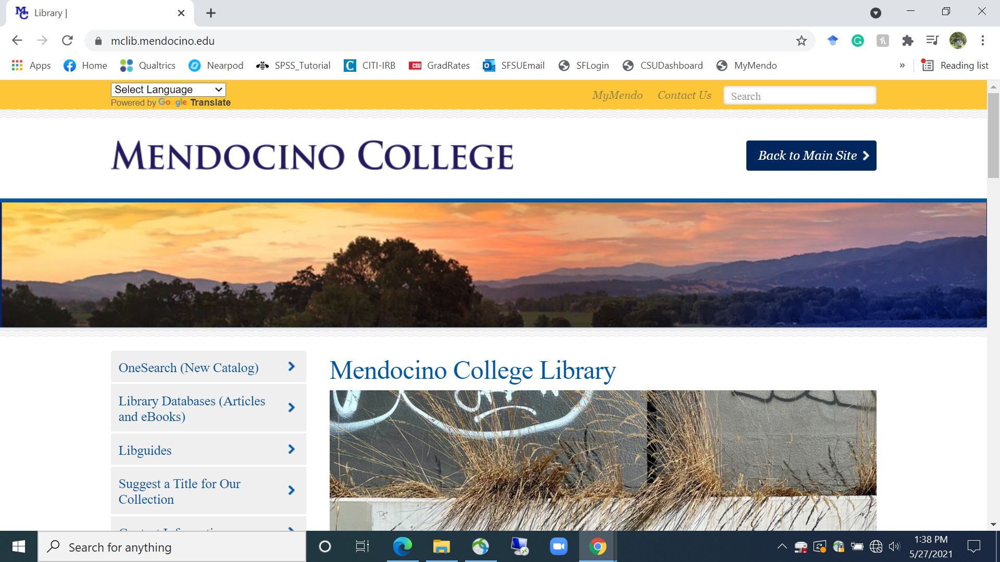 Library |
mclib.mendocino.edu
Apps Home Qualtrics Nearpod SPSS_Tutorial CITI-IRB GradRates SFSUEmail SFLogin CSUDashboard MyMendo » Reading list
Select Language
Powered by Google Translate
MyMendo Contact Us Search
MENDOCINO COLLEGE
Back to Main Site
OneSearch (New Catalog)
Library Databases (Articles
and eBooks)
Libguides
Suggest a Title for Our
Collection
Mendocino College Library
Search for anything
1:38 PM
5/27/2021